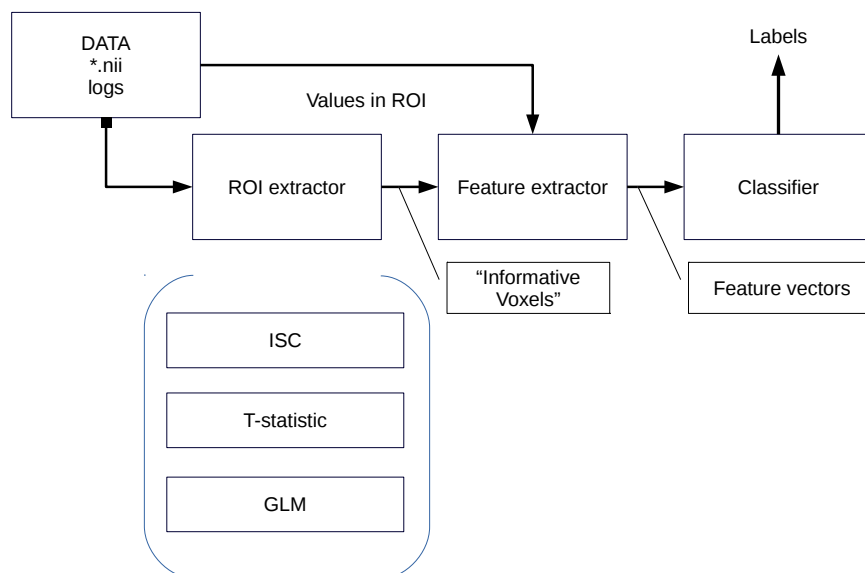 DATA
*.nii
logs
Labels
Values in ROI
ROI extractor
Feature extractor
Classifier
“Informative
Voxels”
Feature vectors
ISC
T-statistic
GLM